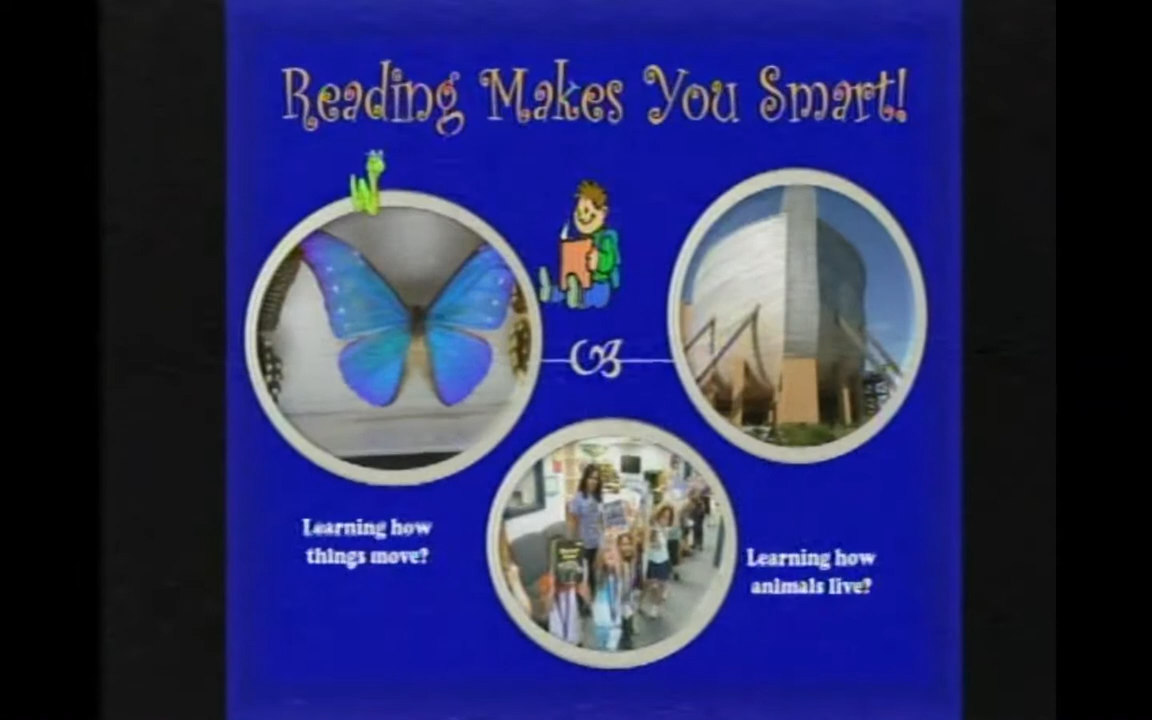 Reading Makes You Smart!
Learning how
things move?
Learning how
animals live?